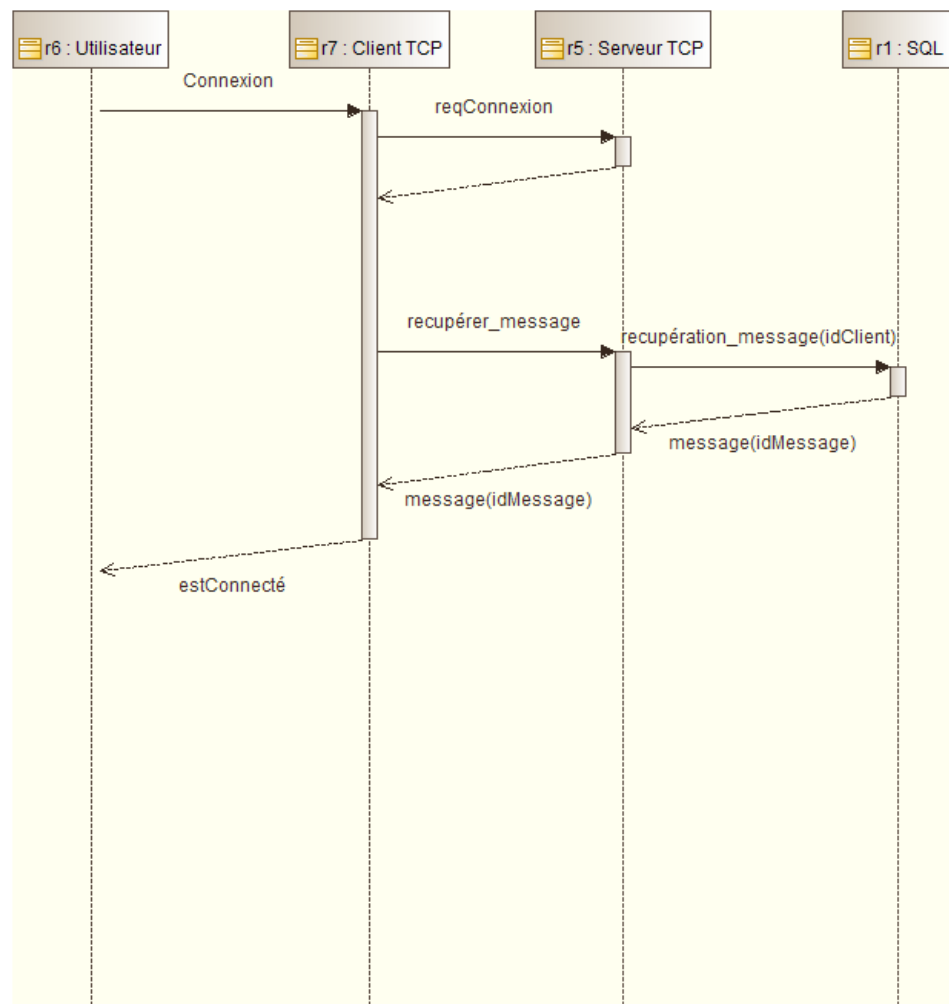 r6 : Utilisateur
r7 : Client TCP
r5 : Serveur TCP
r1 : SQL
Connexion
reqConnexion
recupérer_message
recupération_message(idClient)
message(idMessage)
message(idMessage)
estConnecté